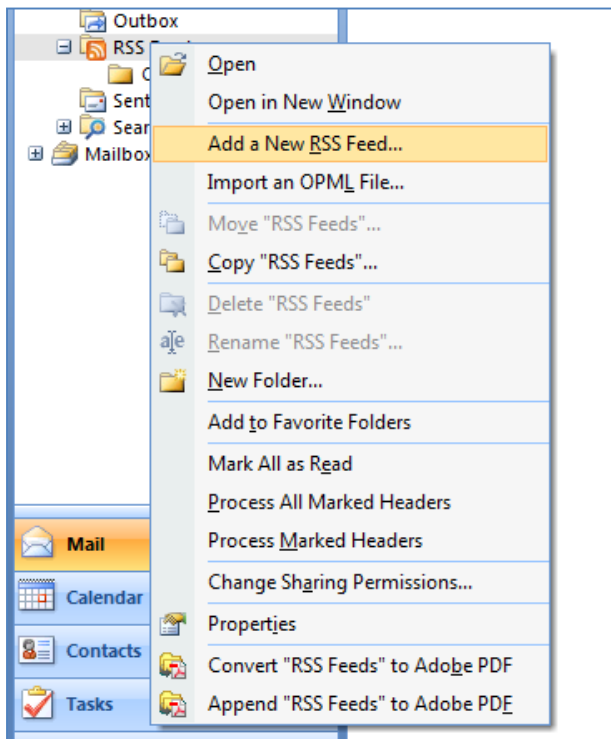 Outbox
RSS
Open
Open in New Window
Sent
Sear
Add a New RSS Feed...
Mailbox
Import an OPML File...
Move "RSS Feeds"...
Copy "RSS Feeds"...
Delete "RSS Feeds"
Rename "RSS Feeds"...
New Folder...
Add to Favorite Folders
Mark All as Read
Process All Marked Headers
Mail
Process Marked Headers
Change Sharing Permissions...
Calendar
Properties
Contacts
Convert "RSS Feeds" to Adobe PDF
Tasks
Append "RSS Feeds" to Adobe PDF